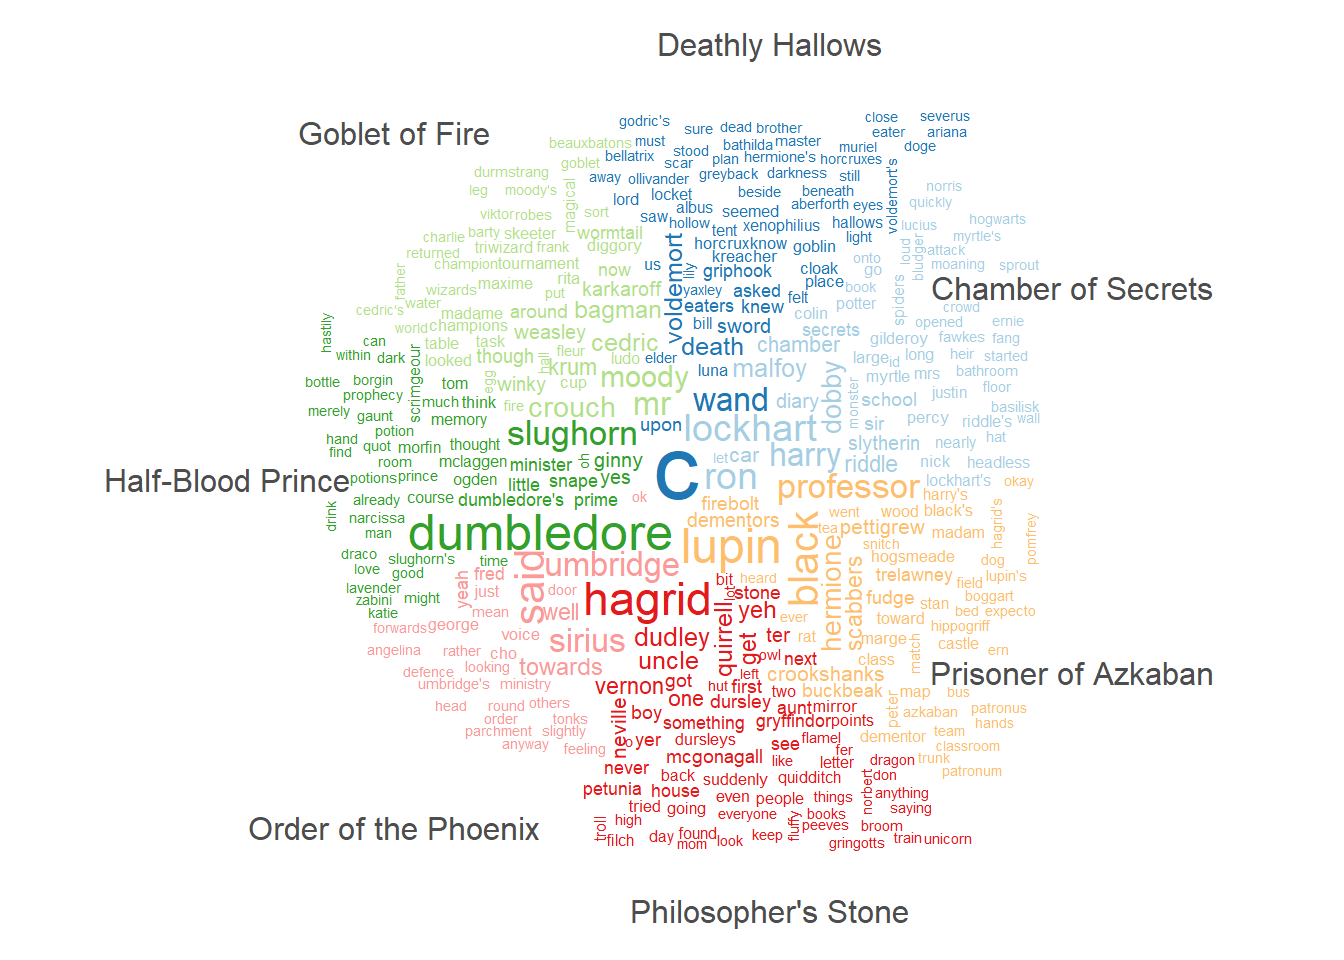 Deathly Hallows
Goblet of Fire
Chamber of Secrets
Half-Blood Prince
Prisoner of Azkaban
Order of the Phoenix
Philosopher's Stone
godric's sure dead brother close severus
must stood bathilda master eater ariana
beauxbatons bellatrix scar plan hermione's horcruxes muriel doge
goblet away ollivander greyback darkness still
durmstrang lord locket beside beneath voldemort's norris
leg moody's magical albus seemed aberforth eyes quickly
viktor robes sort saw hollow tent xenophilius hallows lucius hogwarts
charlie barty skeeter wormtail horcrux know goblin light loud myrtle's
returned triwizard frank diggory voldemort kreacher onto attack
father champion tournament now us lily griphook cloak go bludger moaning sprout
wizards maxime rita karkaroff yaxley asked place book
cedric's water put eaters knew felt potter spiders crowd
hastily madame around bagman bill sword colin opened ernie
world champions weasley cedric secrets gilderoy fawkes fang
can table task fleur death chamber
within dark looked though hall ludo elder large id long heir started
scrimgeour tom egg krum luna malfoy myrtle mrs bathroom
bottle borgin winky cup moody dobby monster justin floor
prophecy much think fire crouch mr wand diary school
merely gaunt memory percy riddle's basilisk wall
hand potion slughorn upon lockhart sir
find quot morfin thought slytherin nearly hat
room mclaggen minister oh ginny c let car harry riddle nick headless
potions prince ogden little snape yes ron lockhart's okay
already course dumbledore's prime ok firebolt professor harry's
drink narcissa dementors went wood black's hagrid's
man dumbledore lupin black tea pettigrew madam pomfrey
draco slughorn's time said umbridge snitch hogsmeade dog
love good yeah fred bit heard hermione scabbers trelawney field lupin's
lavender just door hagrid lot stone fudge stan boggart
zabini might mean well yeh ever bed expecto
katie george quirrell toward hippogriff
forwards voice sirius dudley get ter rat marge castle
angelina rather cho uncle owl next class match ern
defence looking towards left crookshanks
umbridge's ministry vernon got hut first two buckbeak map bus
head round others neville one dursley aunt mirror peter azkaban patronus
order tonks boy something gryffindor points hands
parchment slightly o yer dursleys see flamel dementor team
anyway feeling mcgonagall like fer classroom
never back letter dragon trunk
petunia house suddenly quidditch don patronum
tried going even people things norbert anything
troll high everyone books saying
filch day found look keep fluffy peeves broom
mom gringotts train unicorn